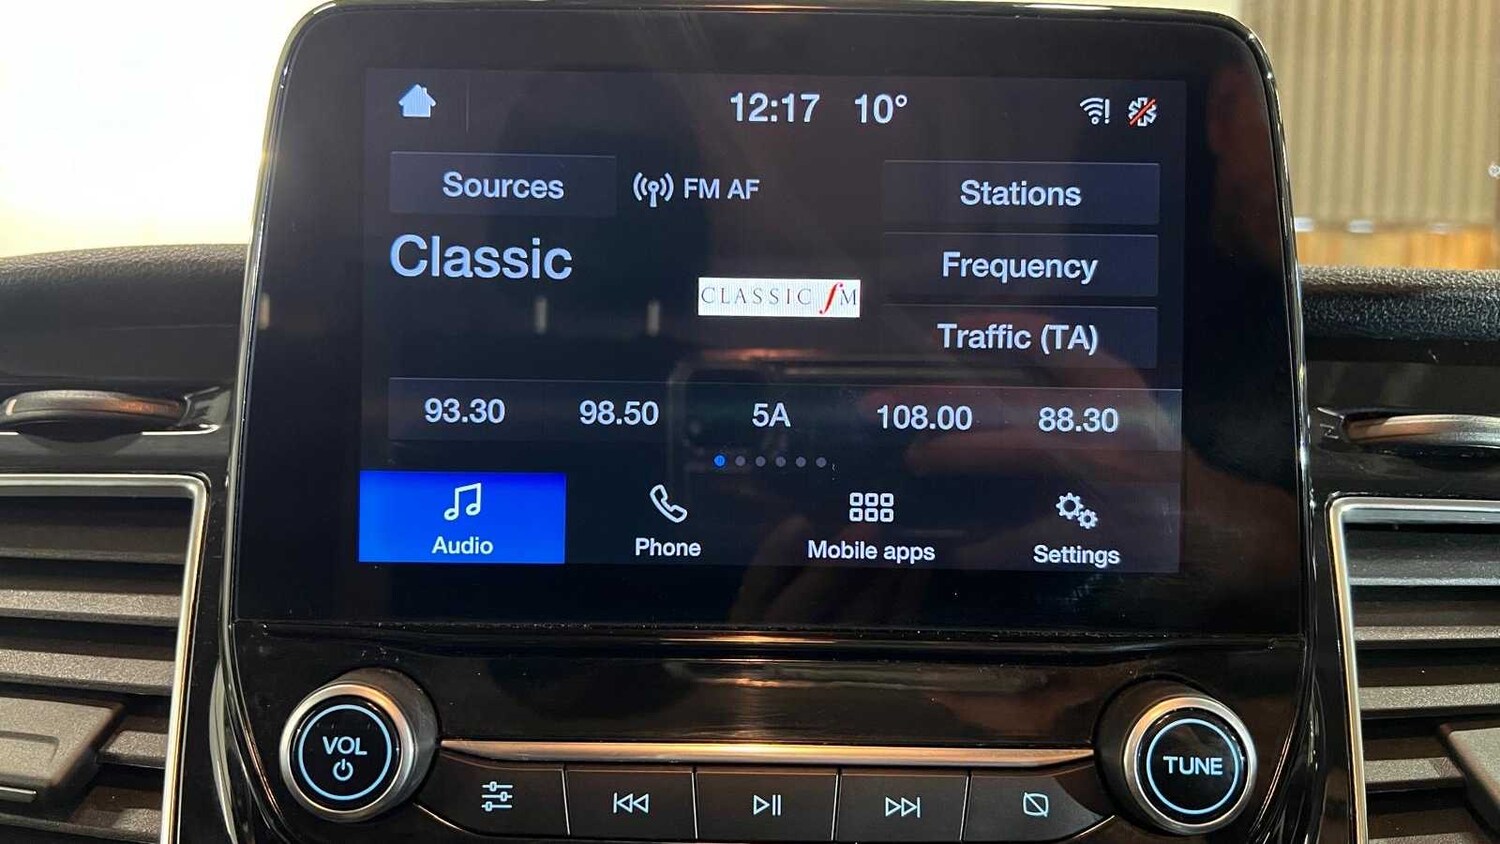 12:17 10°
Sources
FM AF
Stations
Classic
Frequency
CLASSIC fM
Traffic (TA)
93.30 98.50 5A 108.00 88.30
Audio Phone Mobile apps Settings
VOL
TUNE